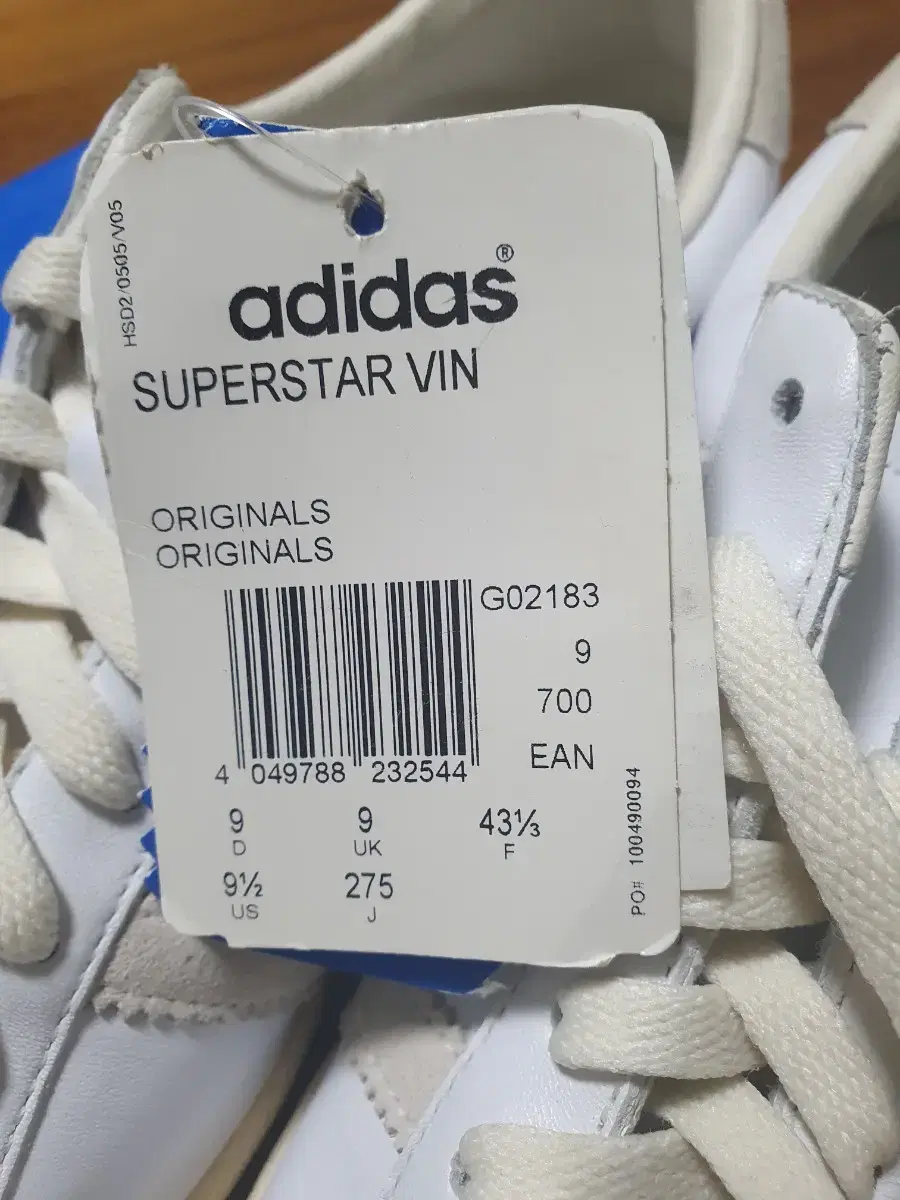 HSD2/0505/V05
adidas®
SUPERSTAR VIN
ORIGINALS
ORIGINALS
G02183
9
700
EAN
4 049788 232544
9 9 43⅓
D UK F
9½ 275
US J
PO# 100490094